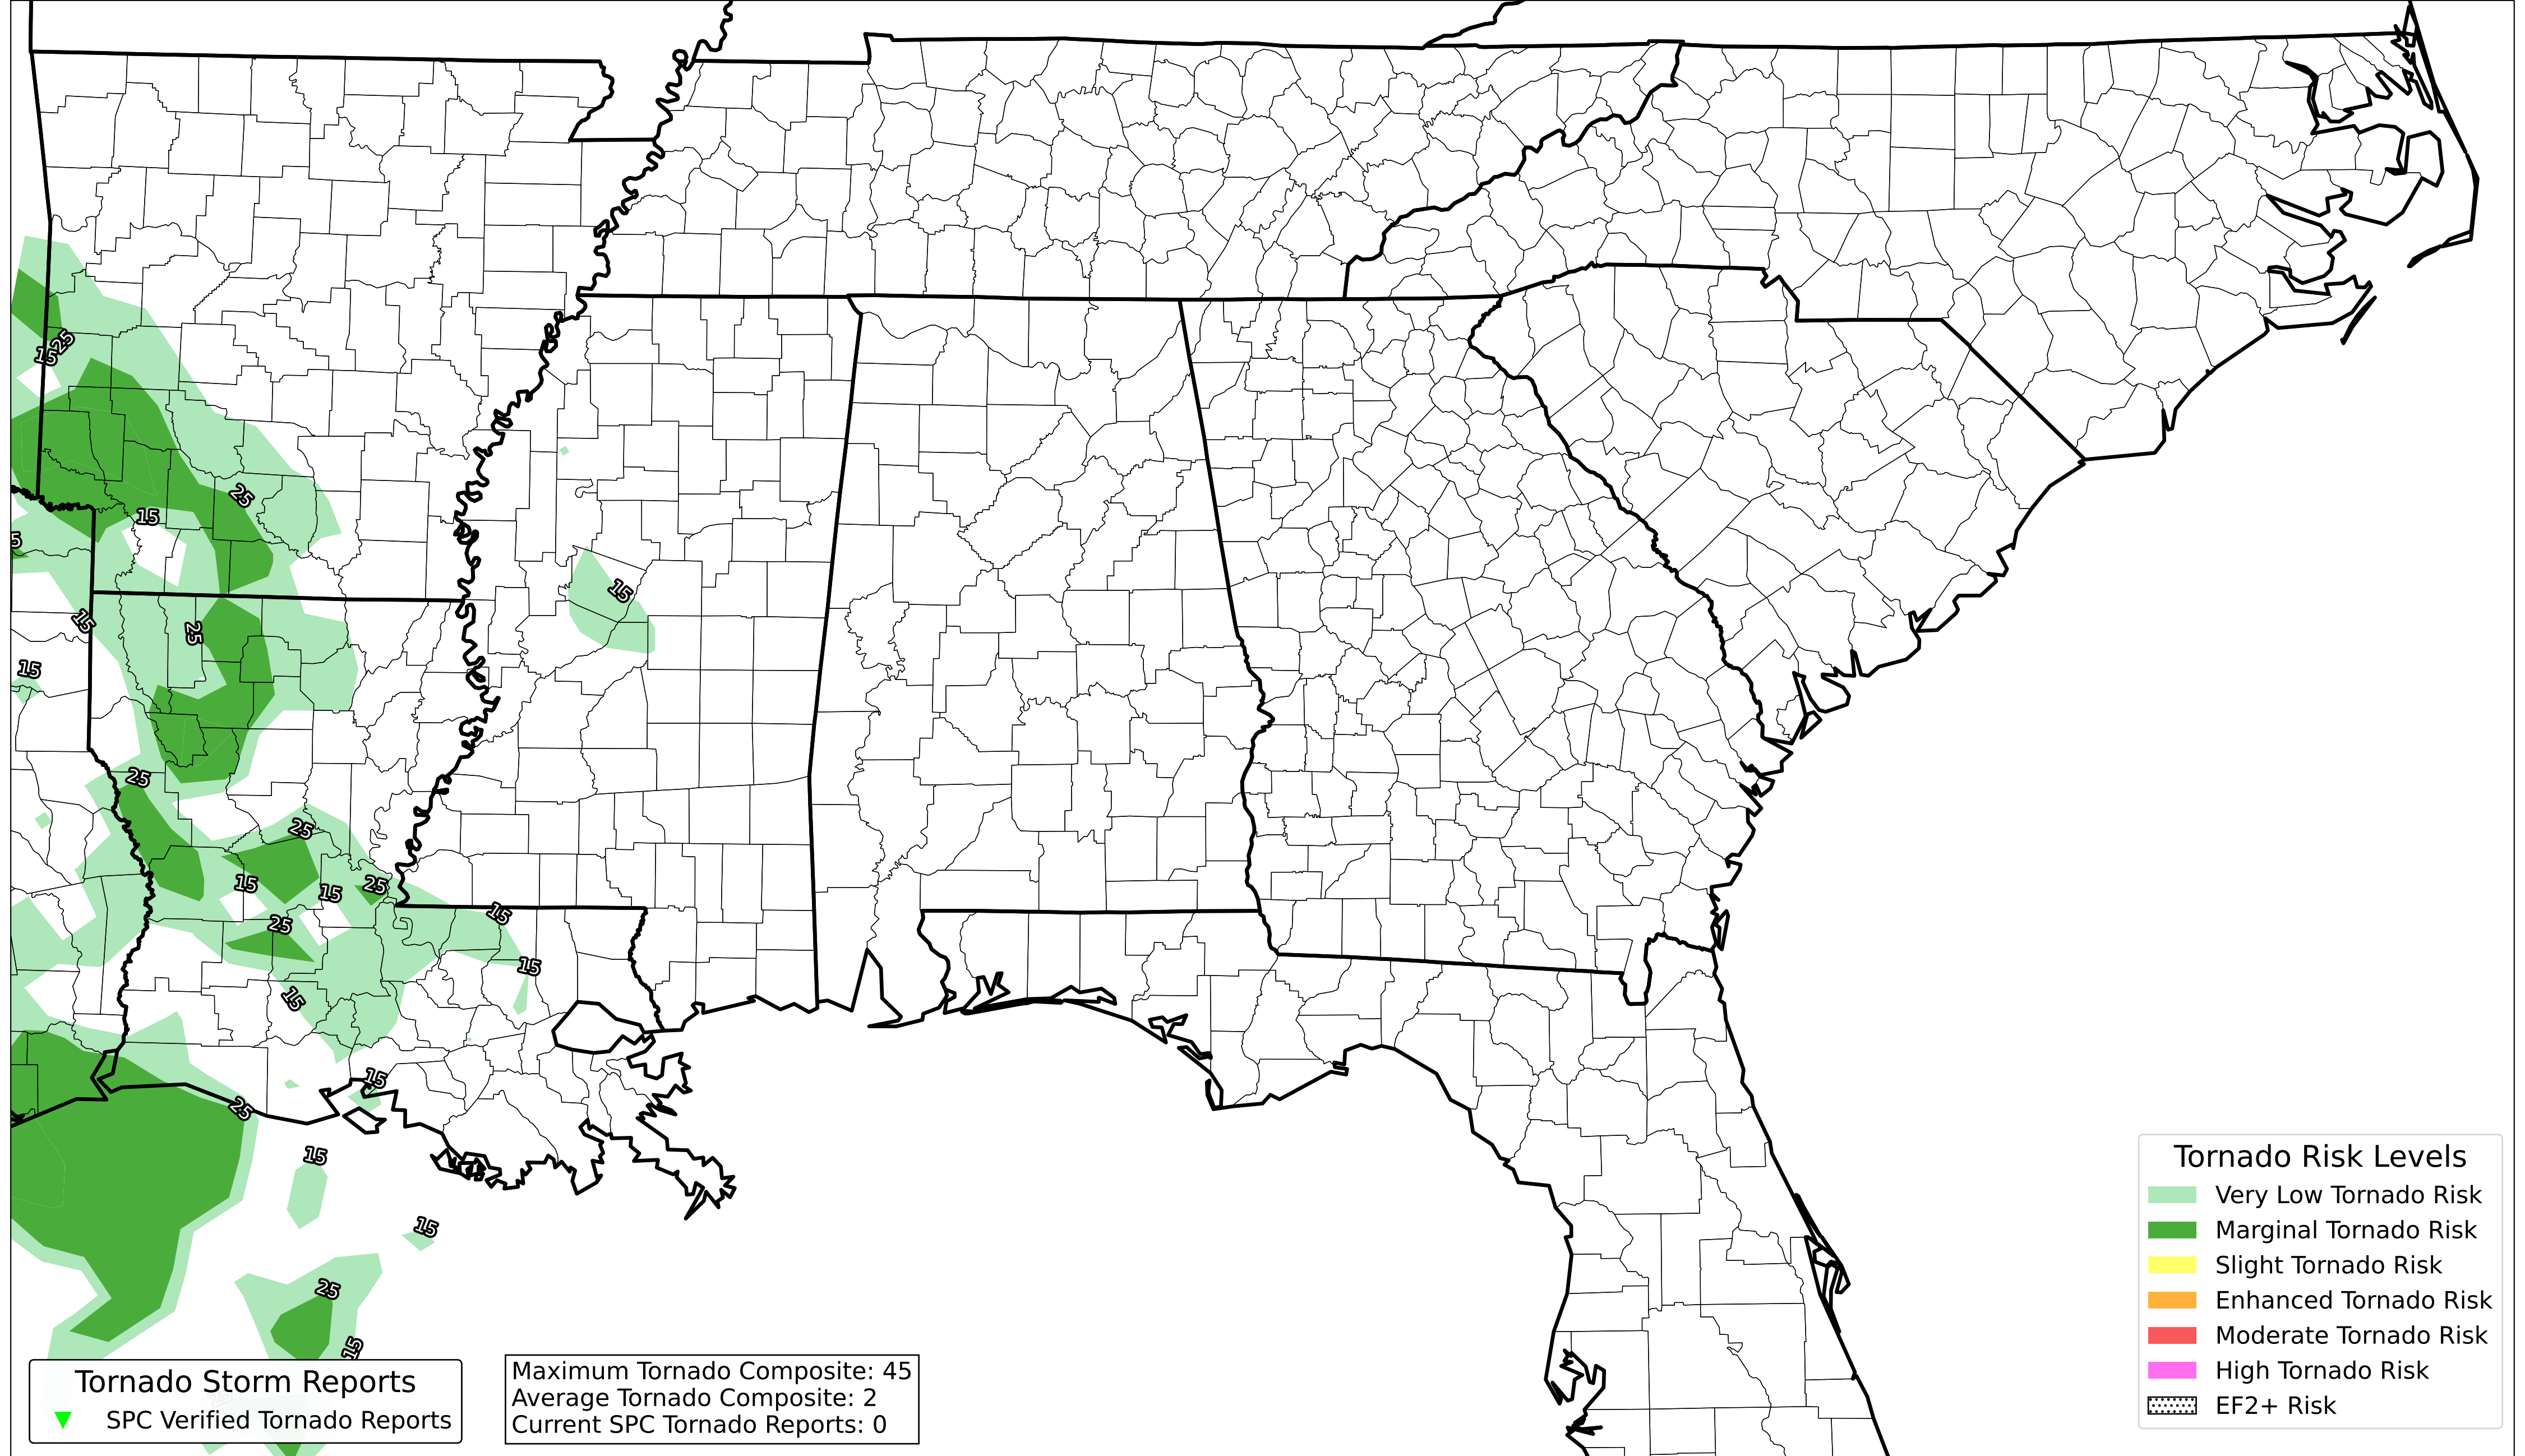 25
15
25
15
5
15
15
25
15
25
25
15
15
25
15
25
15
15
15
25
15
15
25
15
Tornado Storm Reports
SPC Verified Tornado Reports
Maximum Tornado Composite: 45
Average Tornado Composite: 2
Current SPC Tornado Reports: 0
Tornado Risk Levels
Very Low Tornado Risk
Marginal Tornado Risk
Slight Tornado Risk
Enhanced Tornado Risk
Moderate Tornado Risk
High Tornado Risk
EF2+ Risk